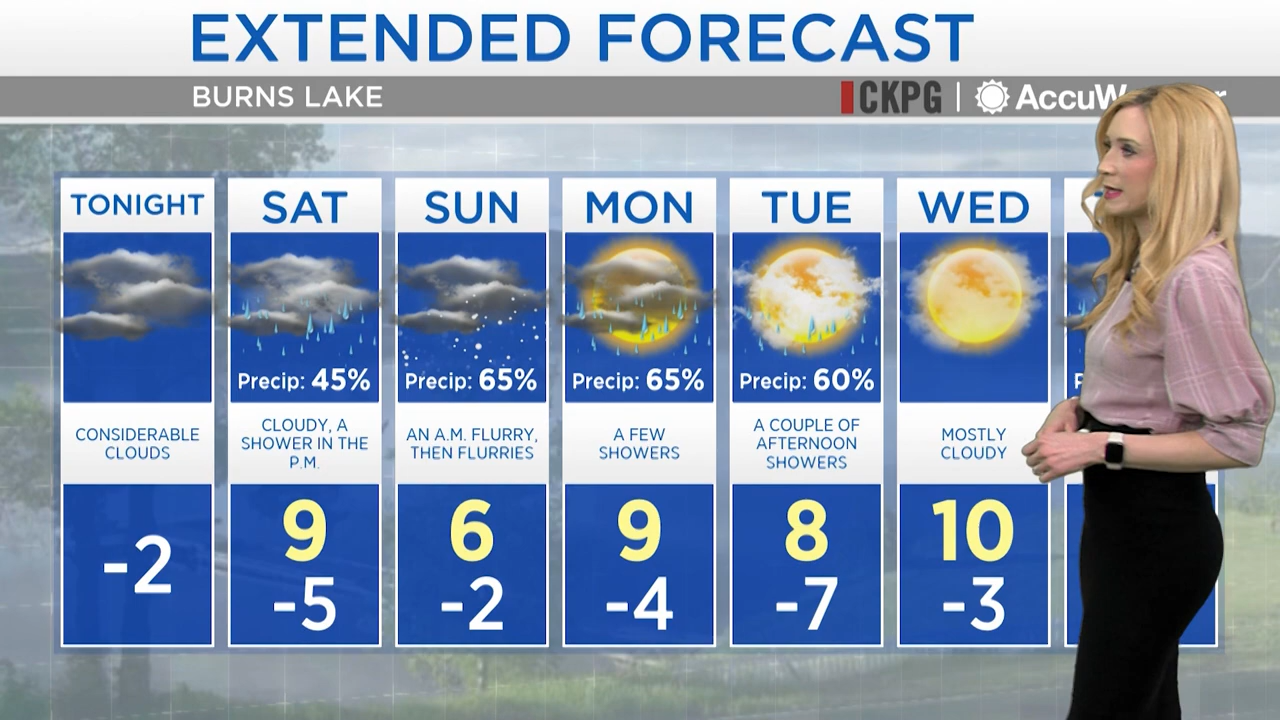 EXTENDED FORECAST
BURNS LAKE
CKPG | AccuW r
TONIGHT SAT SUN MON TUE WED
Precip: 45% Precip: 65% Precip: 65% Precip: 60% P
CONSIDERABLE
CLOUDS
CLOUDY, A
SHOWER IN THE
P.M.
AN A.M. FLURRY,
THEN FLURRIES
A FEW
SHOWERS
A COUPLE OF
AFTERNOON
SHOWERS
MOSTLY
CLOUDY
-2
9 6 9 8 10
-5 -2 -4 -7 -3